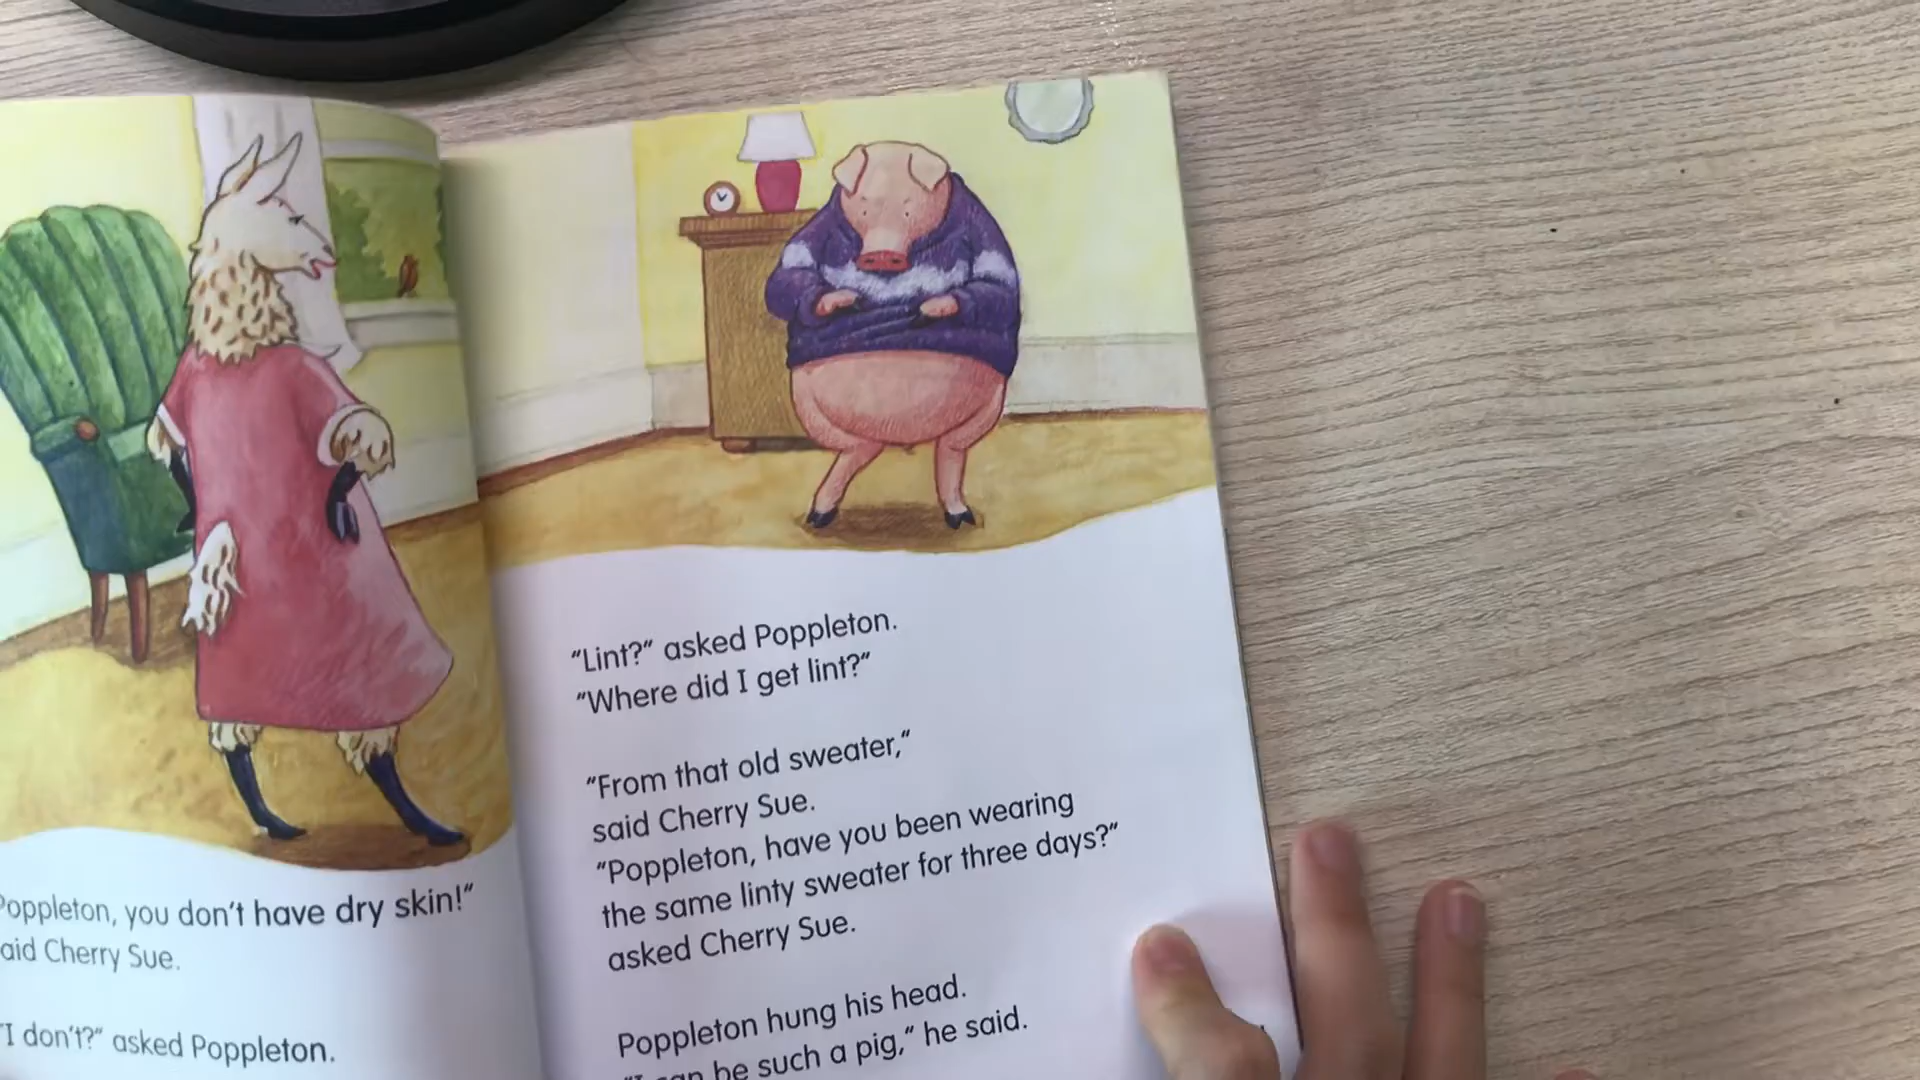 Poppleton, you don't have dry skin!"
said Cherry Sue.
"I don't?" asked Poppleton.
"Lint?" asked Poppleton.
"Where did I get lint?"
"From that old sweater,"
said Cherry Sue.
"Poppleton, have you been wearing
the same linty sweater for three days?"
asked Cherry Sue.
Poppleton hung his head.
"I can be such a pig," he said.